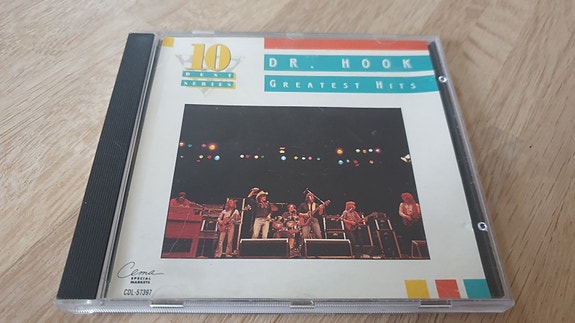 10
BEST
SERIES
DR. HOOK
GREATEST HITS
Cema
SPECIAL
MARKETS
CDL-57397